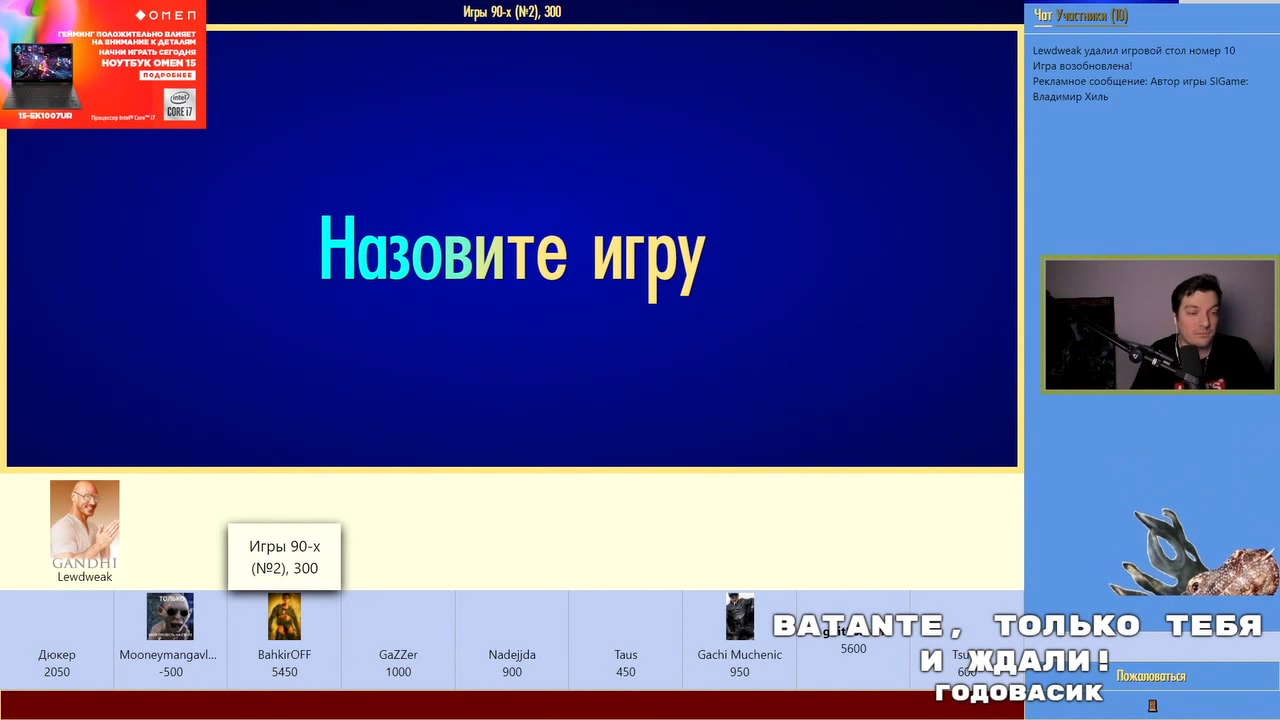 Игры 90-х (№2), 300
OMEN
ГЕЙМИНГ ПОЛОЖИТЕЛЬНО ВЛИЯЕТ
НА ВНИМАНИЕ К ДЕТАЛЯМ
НАЧНИ ИГРАТЬ СЕГОДНЯ
НОУТБУК OMEN 15
ПОДРОБНЕЕ
intel
CORE i7
15-EK1007UR
Процессор Intel® Core™ i7
Чат Участники (10)
Lewdweak удалил игровой стол номер 10
Игра возобновлена!
Рекламное сообщение: Автор игры SIGame:
Владимир Хиль
Назовите игру
GANDHI
Lewdweak
Игры 90-х
(№2), 300
ТОЛЬКО
Дюкер
2050
Mooneymangavl...
-500
BahkirOFF
5450
GaZZer
1000
Nadejjda
900
Taus
450
Gachi Muchenic
950
5600
600
BATANTE, ТОЛЬКО ТЕБЯ
И ЖДАЛИ!
ГОДОВАСИК
Пожаловаться